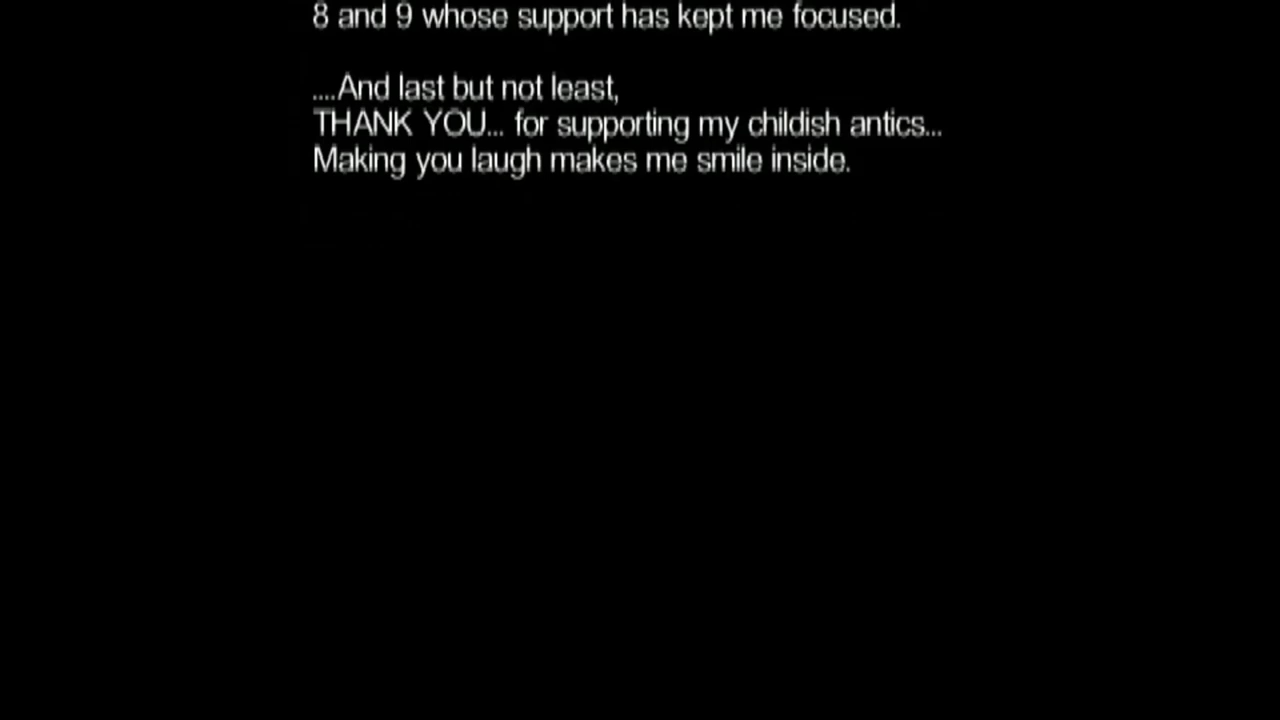 8 and 9 whose support has kept me focused.
....And last but not least,
THANK YOU... for supporting my childish antics...
Making you laugh makes me smile inside.